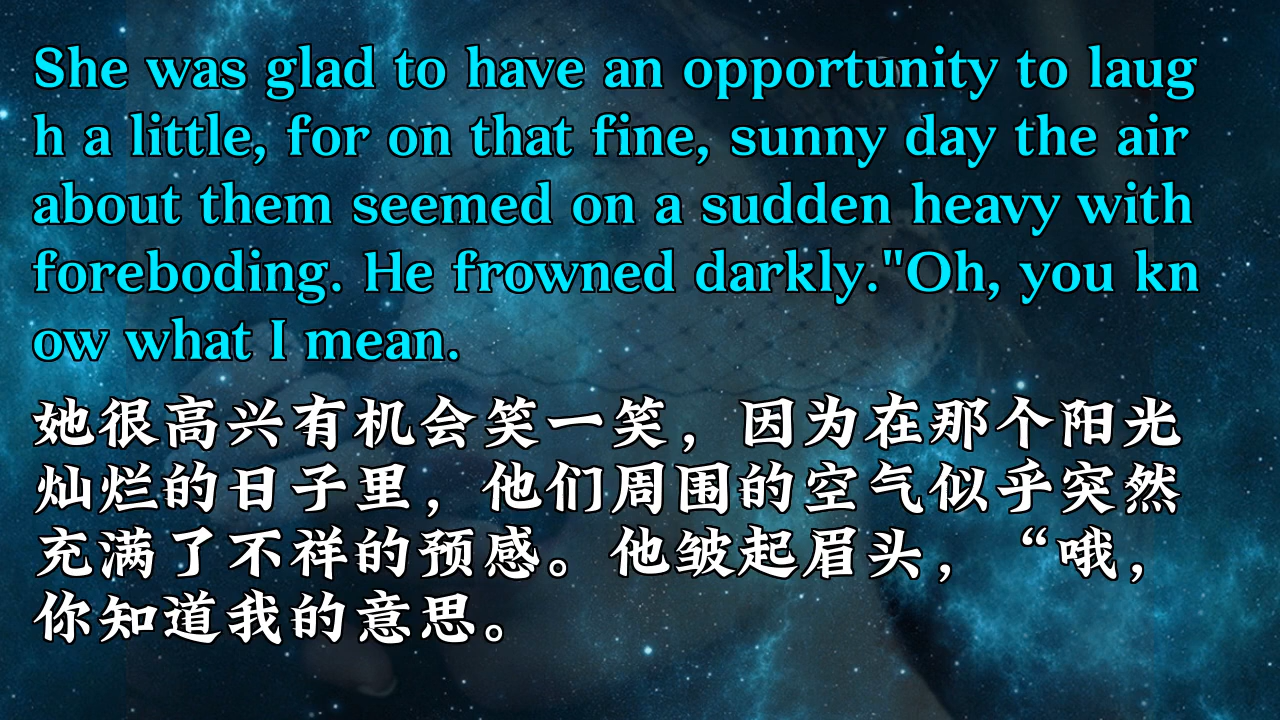 She was glad to have an opportunity to laug
h a little, for on that fine, sunny day the air
about them seemed on a sudden heavy with
foreboding. He frowned darkly."Oh, you kn
ow what I mean.
她很高兴有机会笑一笑，因为在那个阳光
灿烂的日子里，他们周围的空气似乎突然
充满了不祥的预感。他皱起眉头，“哦，
你知道我的意思。